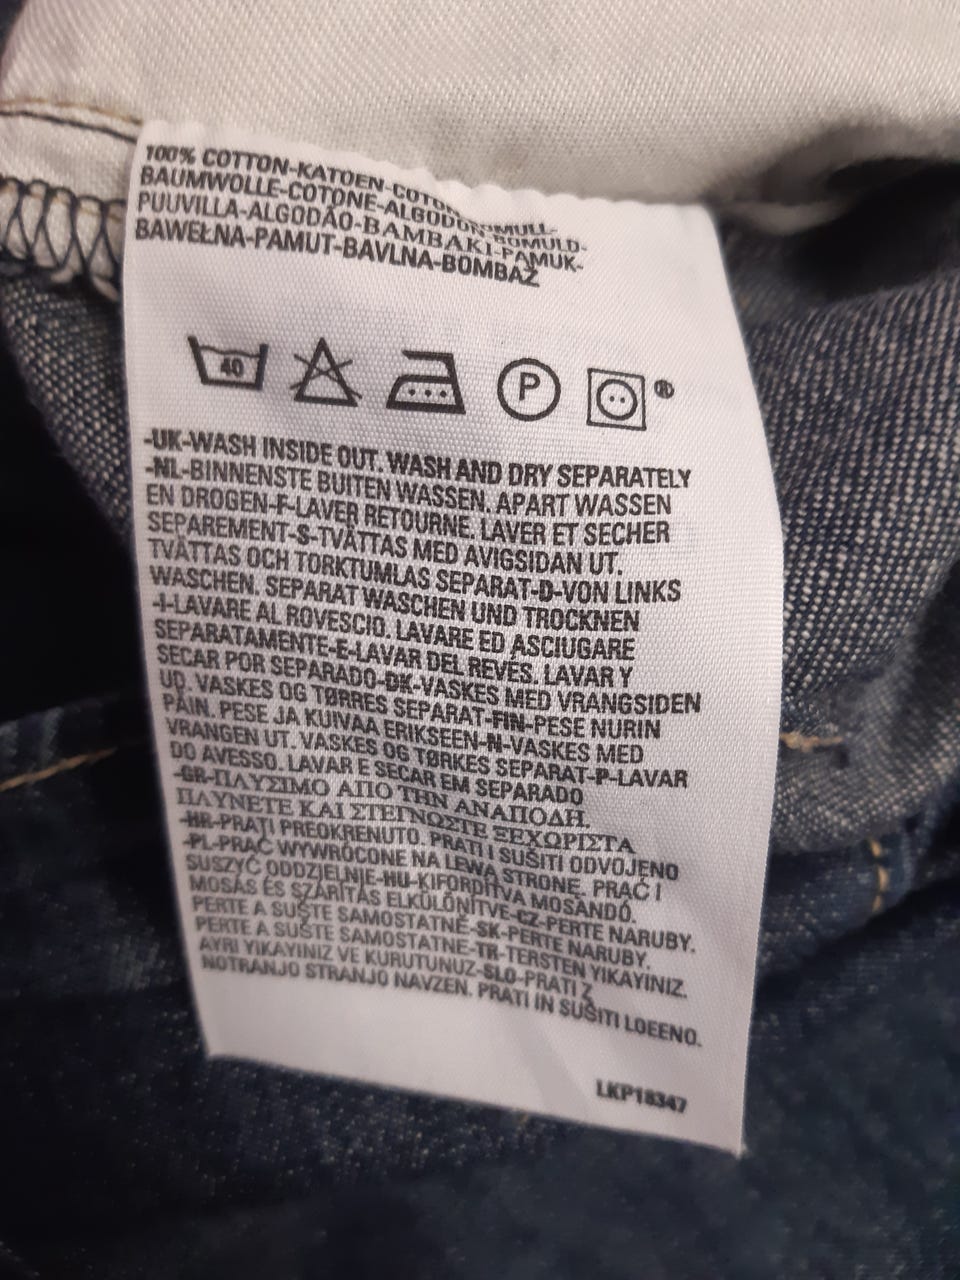 100% COTTON-KATOEN-COTO
BAUMWOLLE-COTONE-ALGODON-BOMULL-
PUUVILLA-ALGODÃO-BAMBAKI-BOMULD-
BAWEŁNA-PAMUT-BAVLNA-BOMBAŽ PAMUK-
40 P ®
-UK-WASH INSIDE OUT. WASH AND DRY SEPARATELY
-NL-BINNENSTE BUITEN WASSEN. APART WASSEN
EN DROGEN-F-LAVER RETOURNE. LAVER ET SECHER
SEPAREMENT-S-TVÄTTAS MED AVIGSIDAN UT.
TVÄTTAS OCH TORKTUMLAS SEPARAT-D-VON LINKS
WASCHEN. SEPARAT WASCHEN UND TROCKNEN
-I-LAVARE AL ROVESCIO. LAVARE ED ASCIUGARE
SEPARATAMENTE-E-LAVAR DEL REVÉS. LAVAR Y
SECAR POR SEPARADO-DK-VASKES MED VRANGSIDEN
UD. VASKES OG TØRRES SEPARAT-FIN-PESE NURIN
PÄIN. PESE JA KUIVAA ERIKSEEN-N-VASKES MED
VRANGEN UT. VASKES OG TØRKES SEPARAT-P-LAVAR
DO AVESSO. LAVAR E SECAR EM SEPARADO
-GR-ΠΛΥΣΙΜΟ ΑΠΟ ΤΗΝ ΑΝΑΠΟΔΗ.
ΠΛΥΝΕΤΕ ΚΑΙ ΣΤΕΓΝΩΣΤΕ ΞΕΧΩΡΙΣΤΑ
-HR-PRATI PREOKRENUTO. PRATI I SUŠITI ODVOJENO
-PL-PRAĆ WYWRÓCONE NA LEWĄ STRONĘ. PRAĆ I
SUSZYĆ ODDZJELNJE-HU-KIFORDÍTVA MOSANDÓ.
MOSÁS ÉS SZÁRÍTÁS ELKÜLÖNÍTVE-CZ-PERTE NARUBY.
PERTE A SUŠTE SAMOSTATNĚ-SK-PERTE NARUBY.
PERTE A SUŠTE SAMOSTATNE-TR-TERSTEN YIKAYINIZ.
AYRI YIKAYINIZ VE KURUTUNUZ-SLO-PRATI Z
NOTRANJO STRANJO NAVZEN. PRATI IN SUŠITI LOEENO.
LKP18347